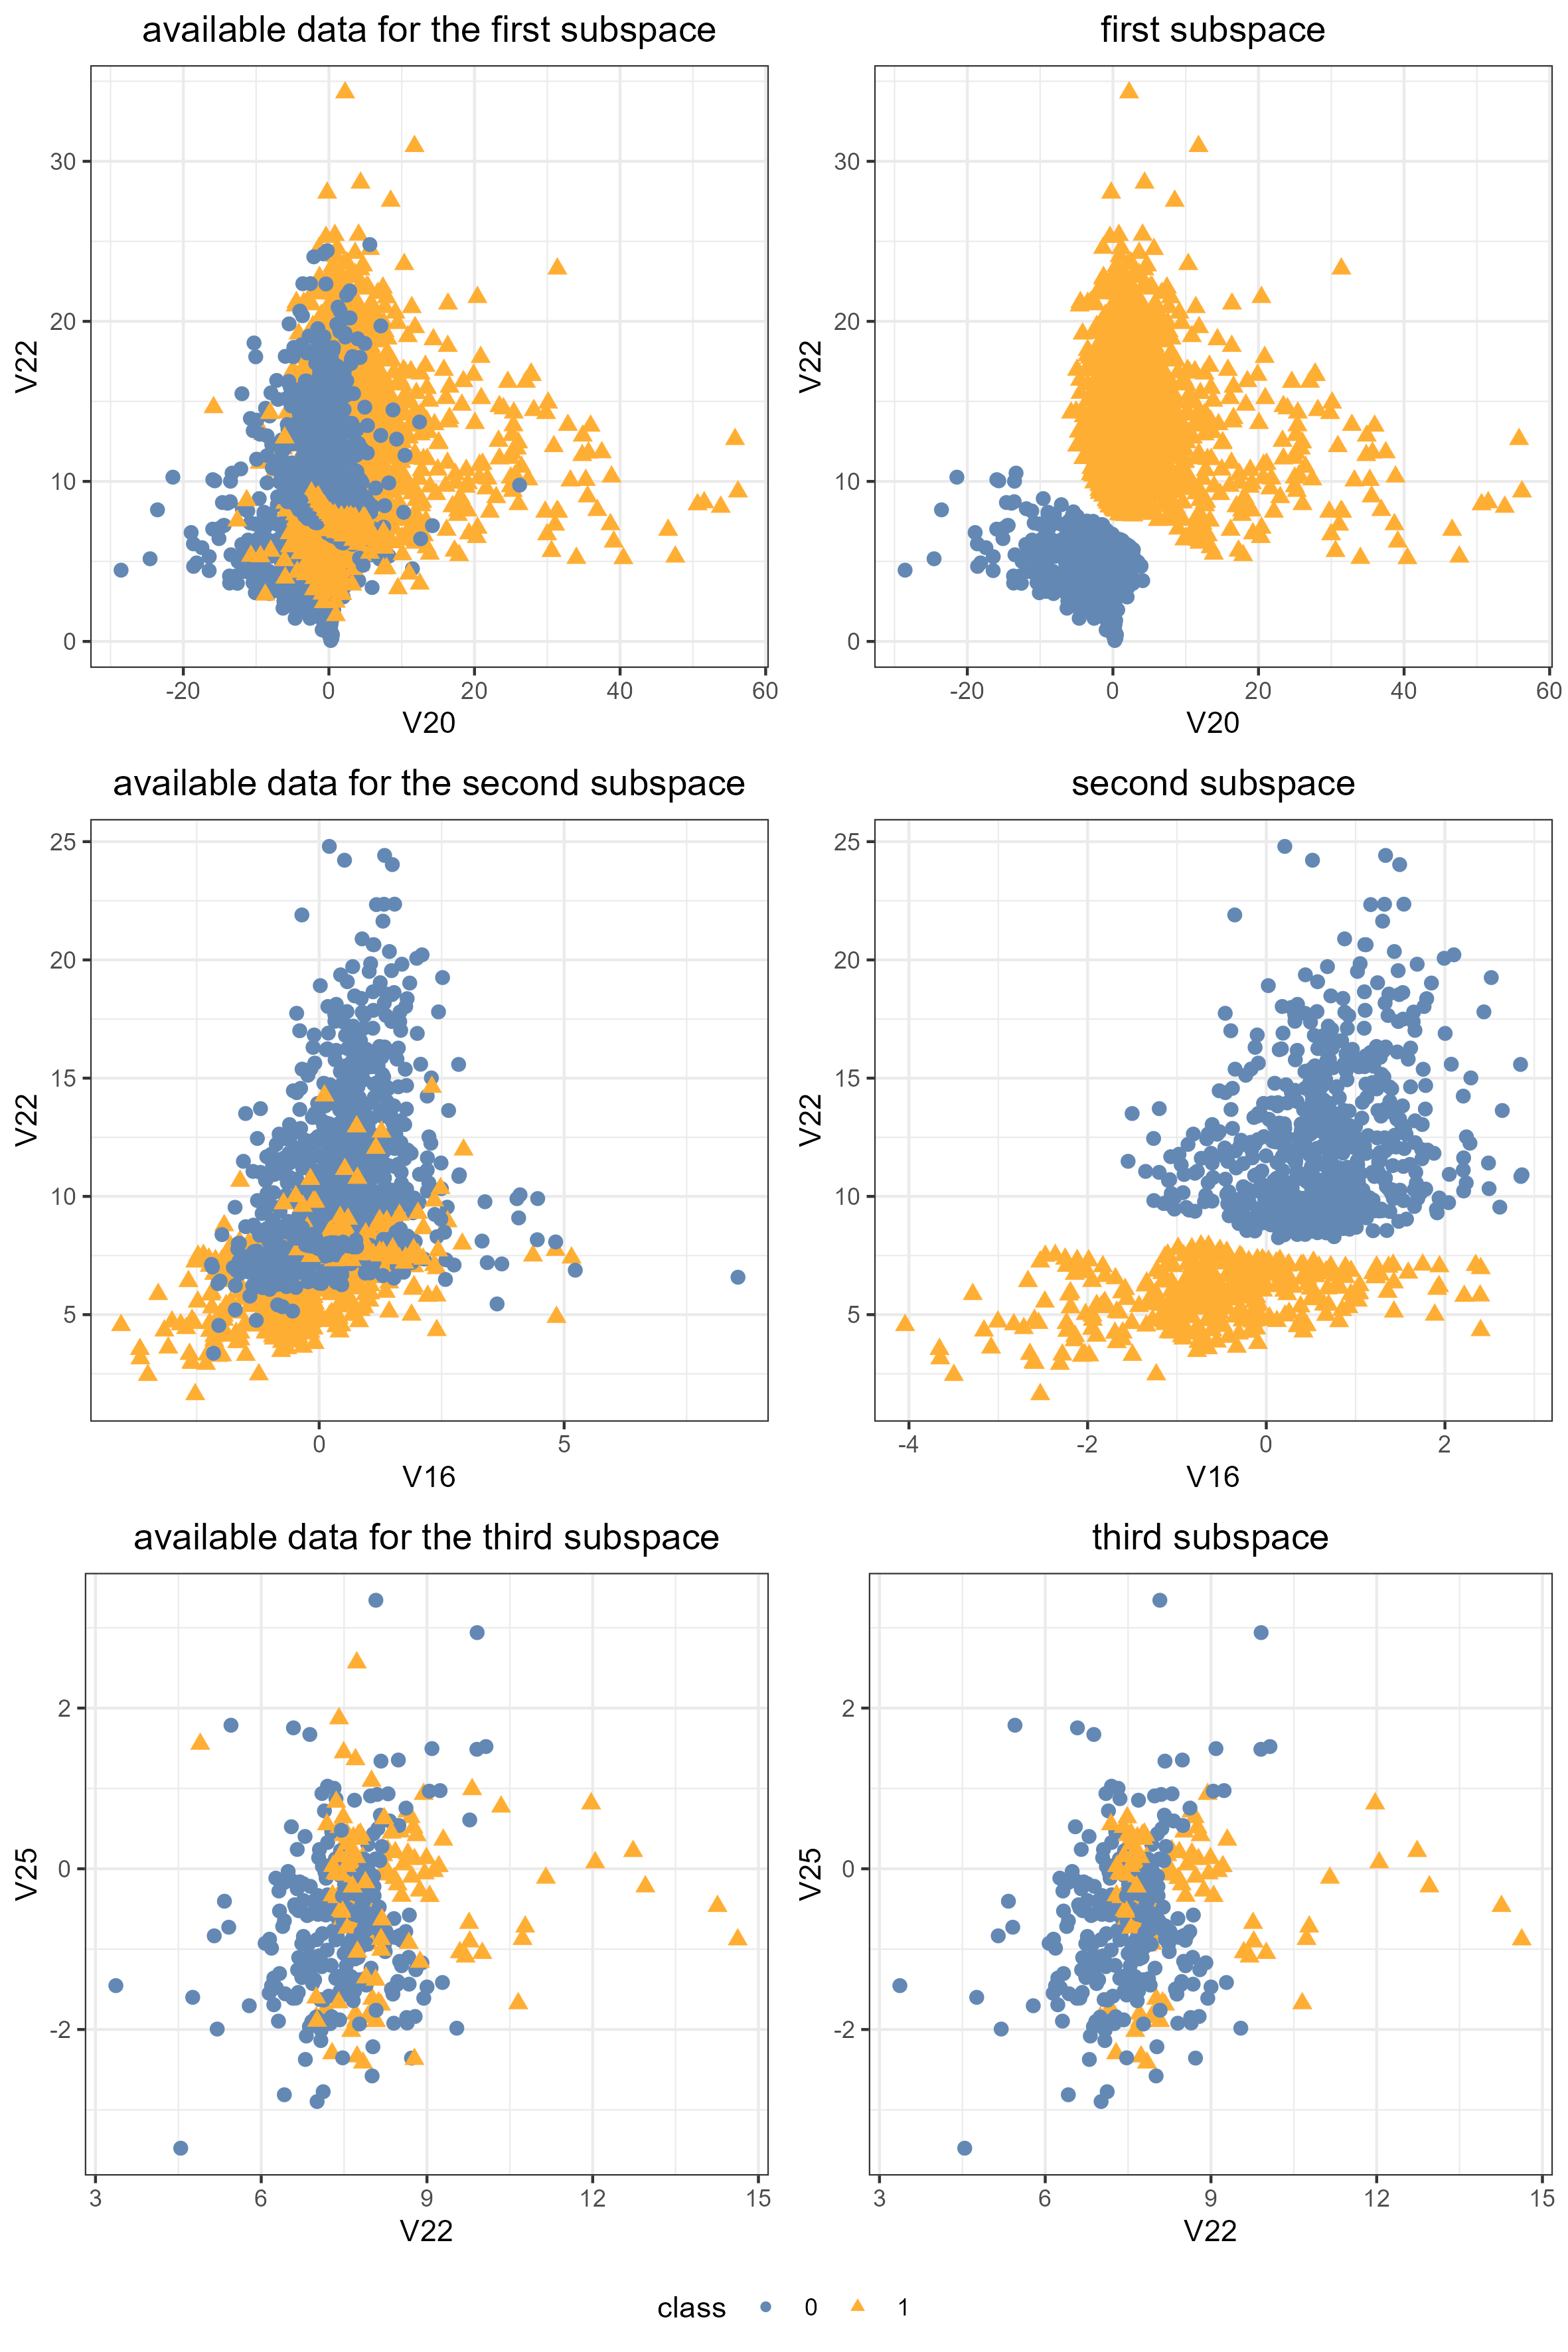 available data for the first subspace
first subspace
30
20
10
0
V22
-20 0 20 40 60
V20
30
20
10
0
V22
-20 0 20 40 60
V20
available data for the second subspace
second subspace
25
20
15
10
5
V22
0 5
V16
25
20
15
10
5
V22
-4 -2 0 2
V16
available data for the third subspace
third subspace
2
0
-2
V25
3 6 9 12 15
V22
2
0
-2
V25
3 6 9 12 15
V22
class 0 1